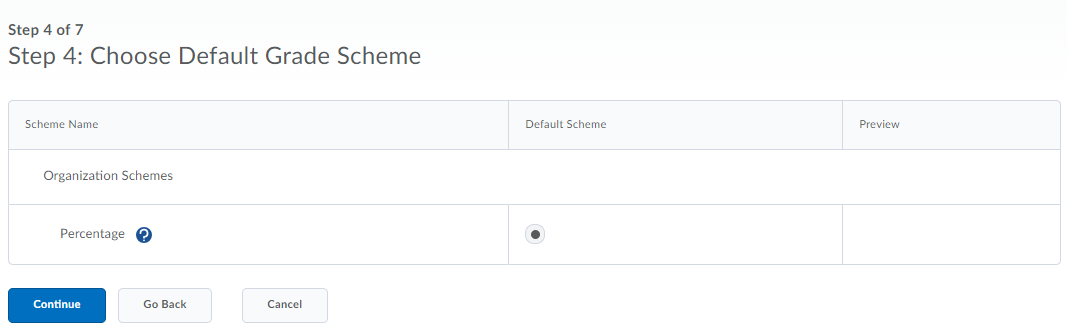 Step 4 of 7
Step 4: Choose Default Grade Scheme
Scheme Name Default Scheme Preview
Organization Schemes
Percentage ?
Continue Go Back Cancel